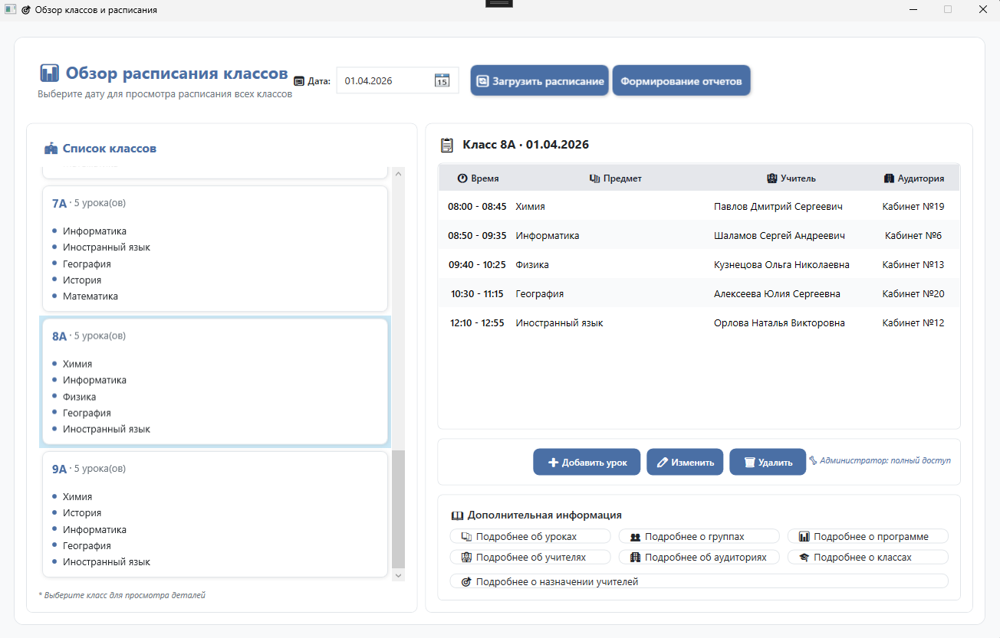 Обзор классов и расписания
Обзор расписания классов
Выберите дату для просмотра расписания всех классов
Дата:
01.04.2026
15
Загрузить расписание
Формирование отчетов
Список классов
7А · 5 урока(ов)
Информатика
Иностранный язык
География
История
Математика
8А · 5 урока(ов)
Химия
Информатика
Физика
География
Иностранный язык
9А · 5 урока(ов)
Химия
История
Информатика
География
Иностранный язык
* Выберите класс для просмотра деталей
Класс 8А · 01.04.2026
Время Предмет Учитель Аудитория
08:00 - 08:45 Химия Павлов Дмитрий Сергеевич Кабинет №19
08:50 - 09:35 Информатика Шаламов Сергей Андреевич Кабинет №6
09:40 - 10:25 Физика Кузнецова Ольга Николаевна Кабинет №13
10:30 - 11:15 География Алексеева Юлия Сергеевна Кабинет №20
12:10 - 12:55 Иностранный язык Орлова Наталья Викторовна Кабинет №12
Добавить урок
Изменить
Удалить
Администратор: полный доступ
Дополнительная информация
Подробнее об уроках
Подробнее о группах
Подробнее о программе
Подробнее об учителях
Подробнее об аудиториях
Подробнее о классах
Подробнее о назначении учителей